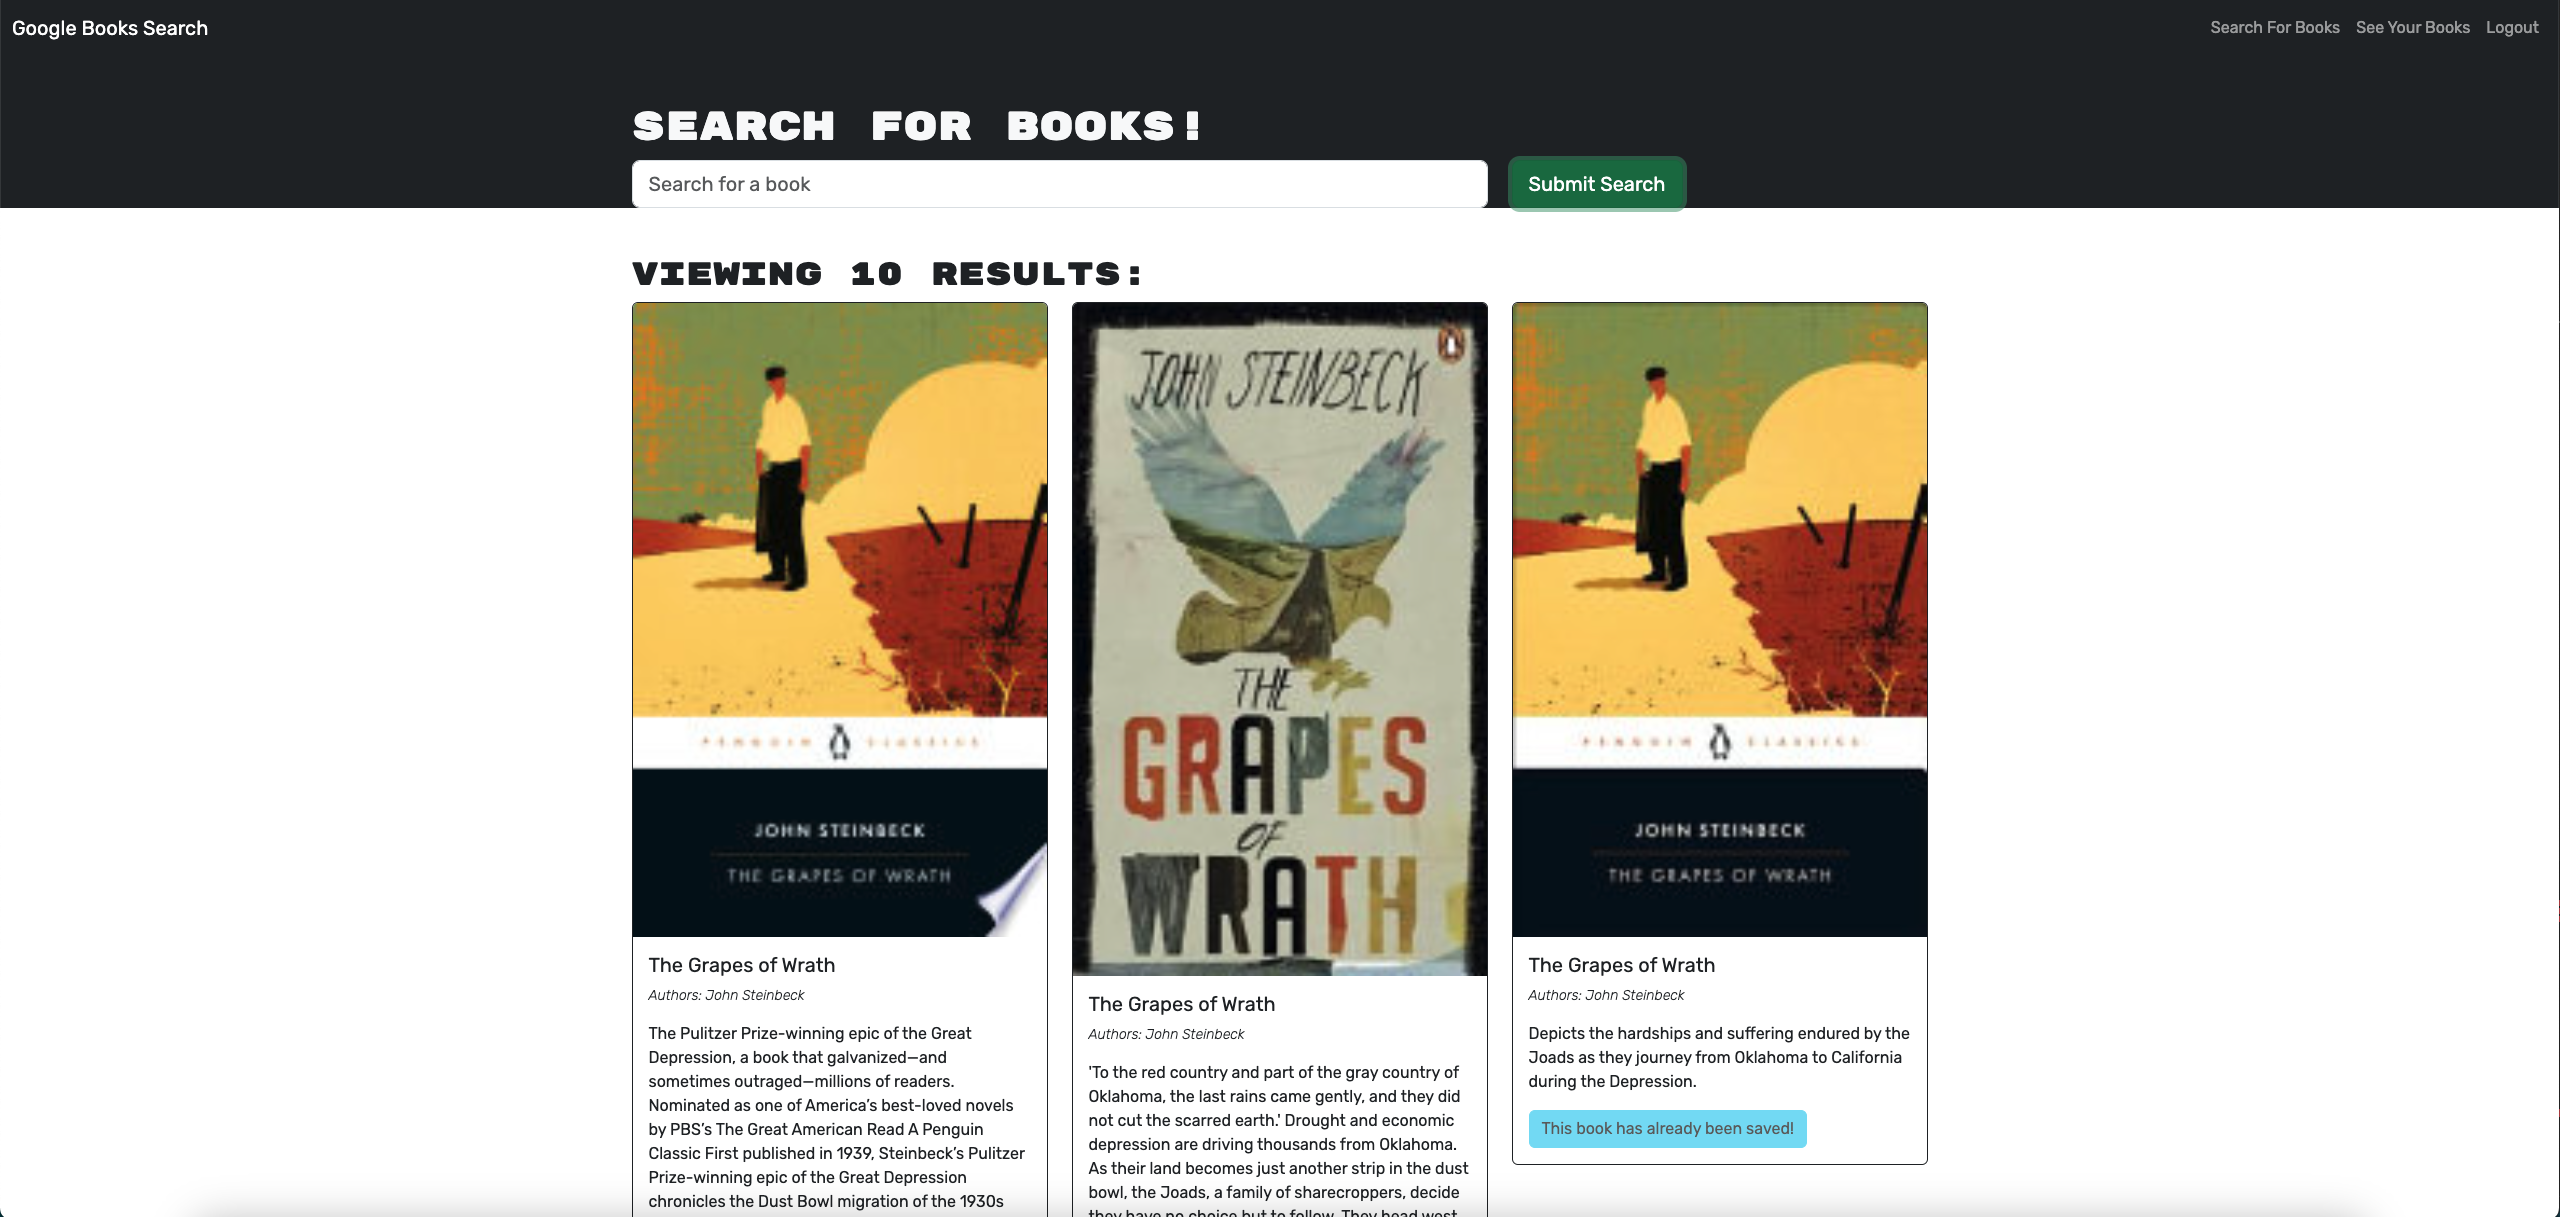 Google Books Search
Search For Books
See Your Books
Logout
SEARCH FOR BOOKS!
Search for a book
Submit Search
VIEWING 10 RESULTS:
PENGUIN CLASSICS
JOHN STEINBECK
THE GRAPES OF WRATH
The Grapes of Wrath
Authors: John Steinbeck
The Pulitzer Prize-winning epic of the Great
Depression, a book that galvanized—and
sometimes outraged—millions of readers.
Nominated as one of America’s best-loved novels
by PBS’s The Great American Read A Penguin
Classic First published in 1939, Steinbeck’s Pulitzer
Prize-winning epic of the Great Depression
chronicles the Dust Bowl migration of the 1930s
JOHN STEINBECK
THE
GRAPES
OF
WRATH
The Grapes of Wrath
Authors: John Steinbeck
'To the red country and part of the gray country of
Oklahoma, the last rains came gently, and they did
not cut the scarred earth.' Drought and economic
depression are driving thousands from Oklahoma.
As their land becomes just another strip in the dust
bowl, the Joads, a family of sharecroppers, decide
they have no choice but to follow. They head west,
PENGUIN CLASSICS
JOHN STEINBECK
THE GRAPES OF WRATH
The Grapes of Wrath
Authors: John Steinbeck
Depicts the hardships and suffering endured by the
Joads as they journey from Oklahoma to California
during the Depression.
This book has already been saved!